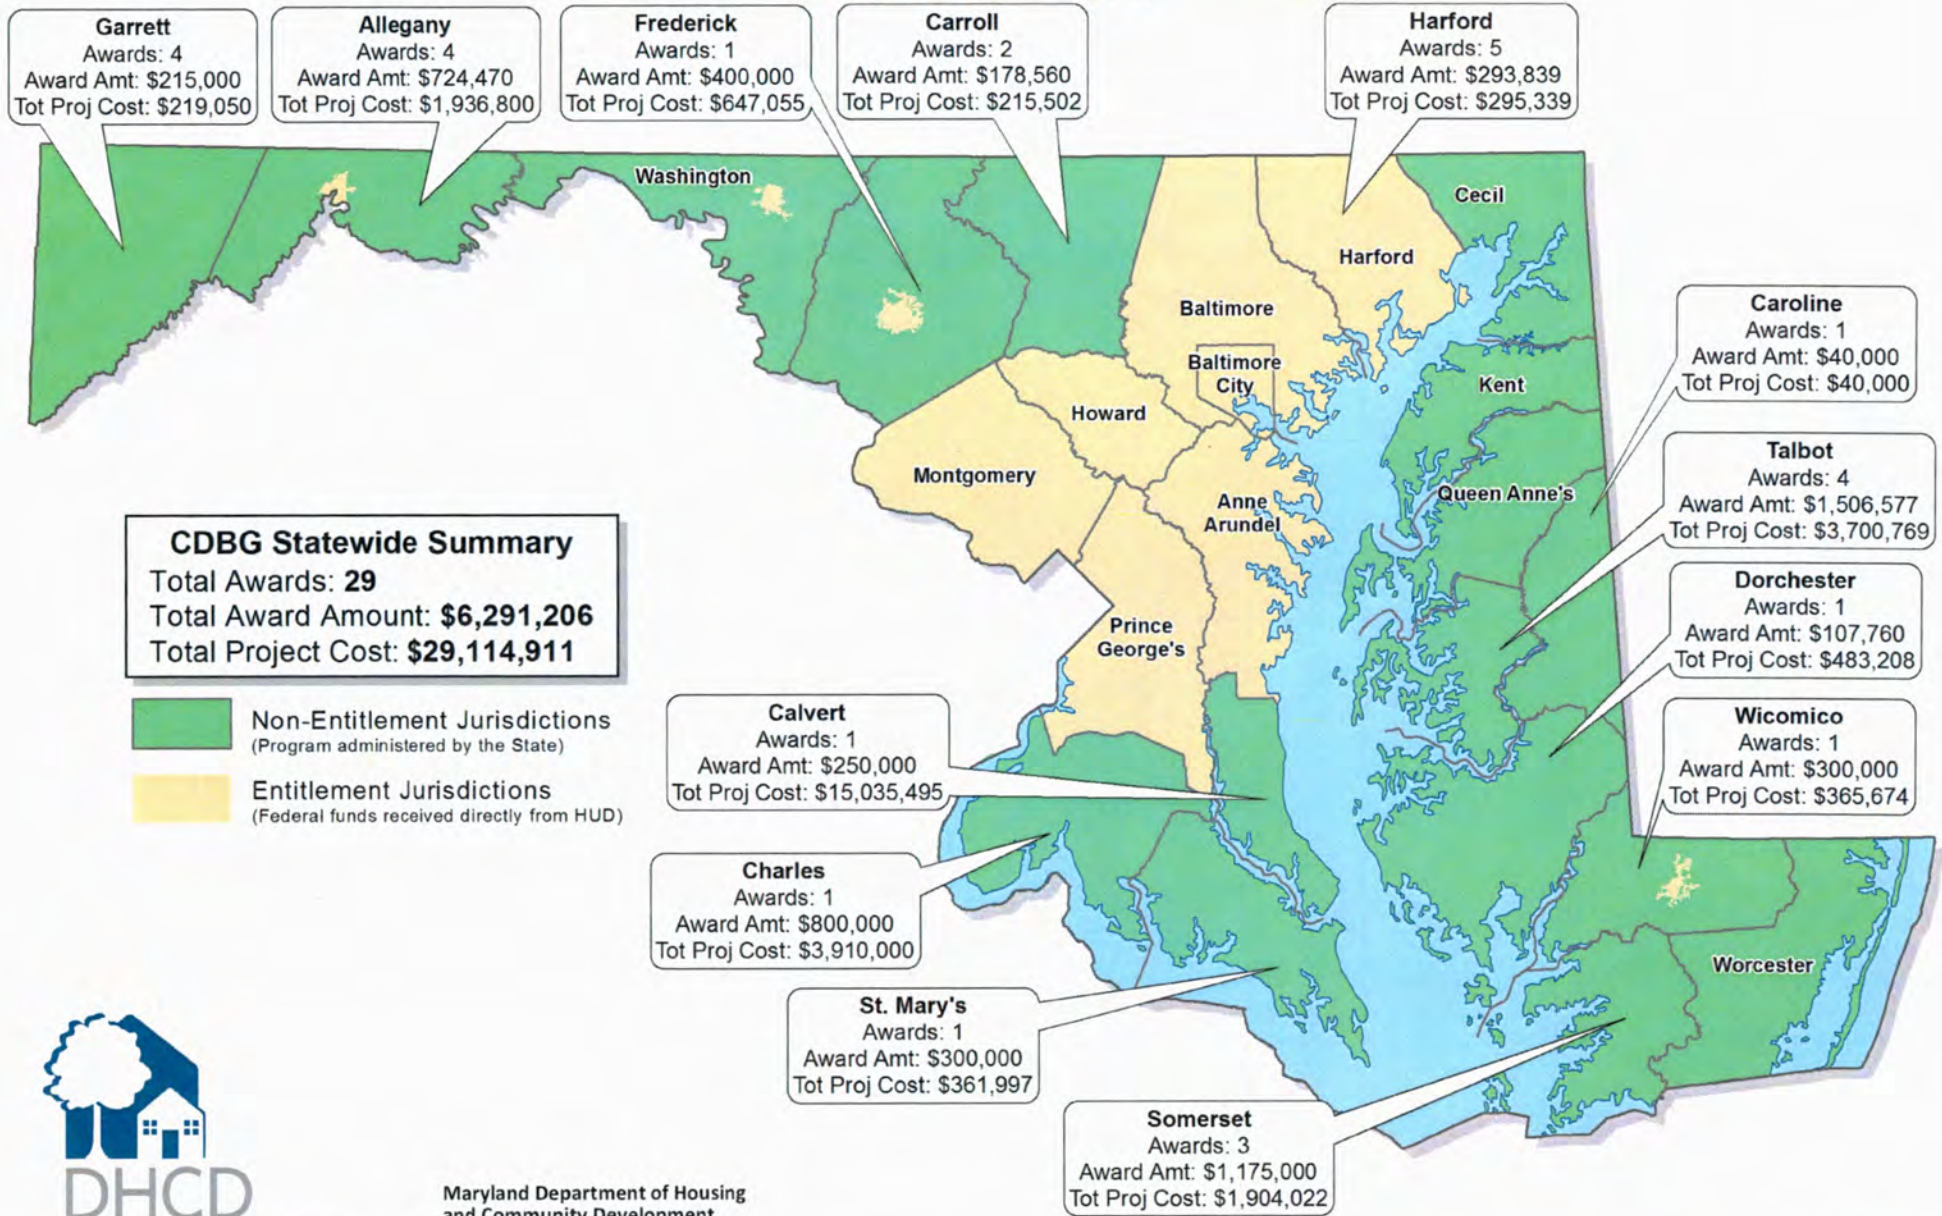 Garrett
Awards: 4
Award Amt: $215,000
Tot Proj Cost: $219,050
Allegany
Awards: 4
Award Amt: $724,470
Tot Proj Cost: $1,936,800
Frederick
Awards: 1
Award Amt: $400,000
Tot Proj Cost: $647,055
Carroll
Awards: 2
Award Amt: $178,560
Tot Proj Cost: $215,502
Harford
Awards: 5
Award Amt: $293,839
Tot Proj Cost: $295,339
Washington
Cecil
Harford
Baltimore
Baltimore
City
Kent
Howard
Montgomery
Anne
Arundel
Queen Anne's
Prince
George's
Caroline
Awards: 1
Award Amt: $40,000
Tot Proj Cost: $40,000
Talbot
Awards: 4
Award Amt: $1,506,577
Tot Proj Cost: $3,700,769
Dorchester
Awards: 1
Award Amt: $107,760
Tot Proj Cost: $483,208
Wicomico
Awards: 1
Award Amt: $300,000
Tot Proj Cost: $365,674
CDBG Statewide Summary
Total Awards: 29
Total Award Amount: $6,291,206
Total Project Cost: $29,114,911
Non-Entitlement Jurisdictions
(Program administered by the State)
Entitlement Jurisdictions
(Federal funds received directly from HUD)
Calvert
Awards: 1
Award Amt: $250,000
Tot Proj Cost: $15,035,495
Charles
Awards: 1
Award Amt: $800,000
Tot Proj Cost: $3,910,000
St. Mary's
Awards: 1
Award Amt: $300,000
Tot Proj Cost: $361,997
Worcester
Somerset
Awards: 3
Award Amt: $1,175,000
Tot Proj Cost: $1,904,022
DHCD
Maryland Department of Housing
and Community Development